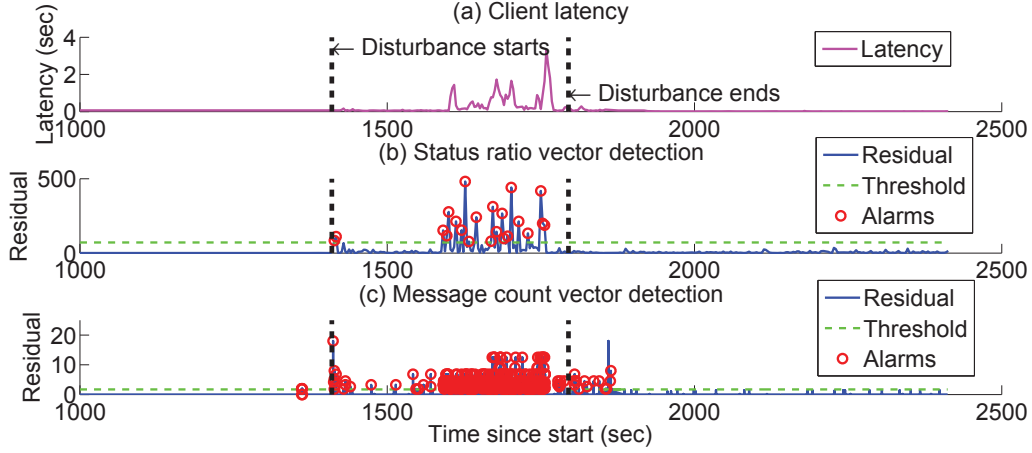 (a) Client latency
Latency (sec)
4
2
0
← Disturbance starts
← Disturbance ends
Latency
1000 1500 2000 2500
(b) Status ratio vector detection
Residual
500
0
Residual
Threshold
Alarms
1000 1500 2000 2500
(c) Message count vector detection
Residual
20
10
0
Residual
Threshold
Alarms
1000 1500 2000 2500
Time since start (sec)